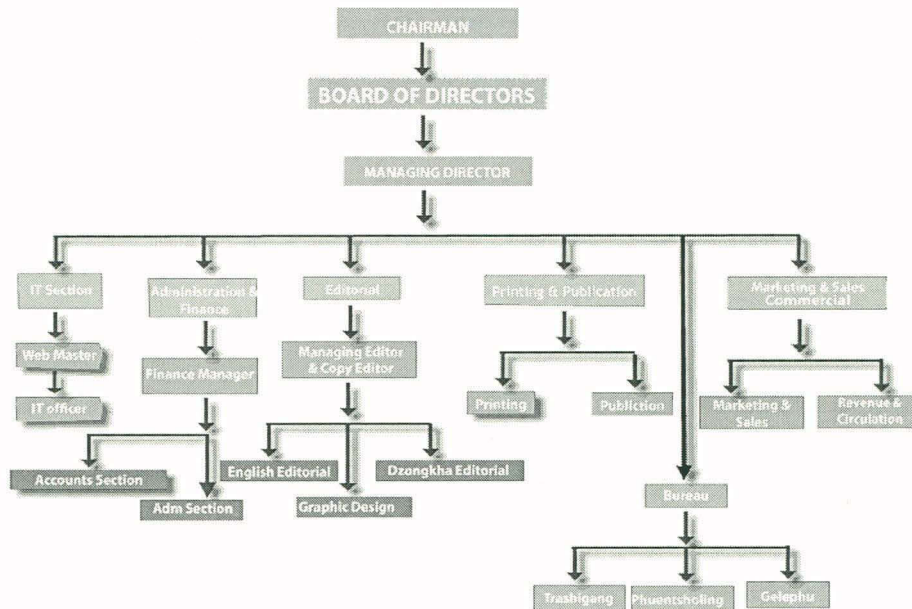 CHAIRMAN
BOARD OF DIRECTORS
MANAGING DIRECTOR
IT Section
Administration &
Finance
Editorial
Printing & Publication
Marketing & Sales
Commercial
Web Master
Finance Manager
Managing Editor
& Copy Editor
IT officer
Printing
Publiction
Marketing &
Sales
Revenue &
Circulation
Accounts Section
Adm Section
English Editorial
Graphic Design
Dzongkha Editorial
Bureau
Trashigang
Phuentsholing
Gelephu